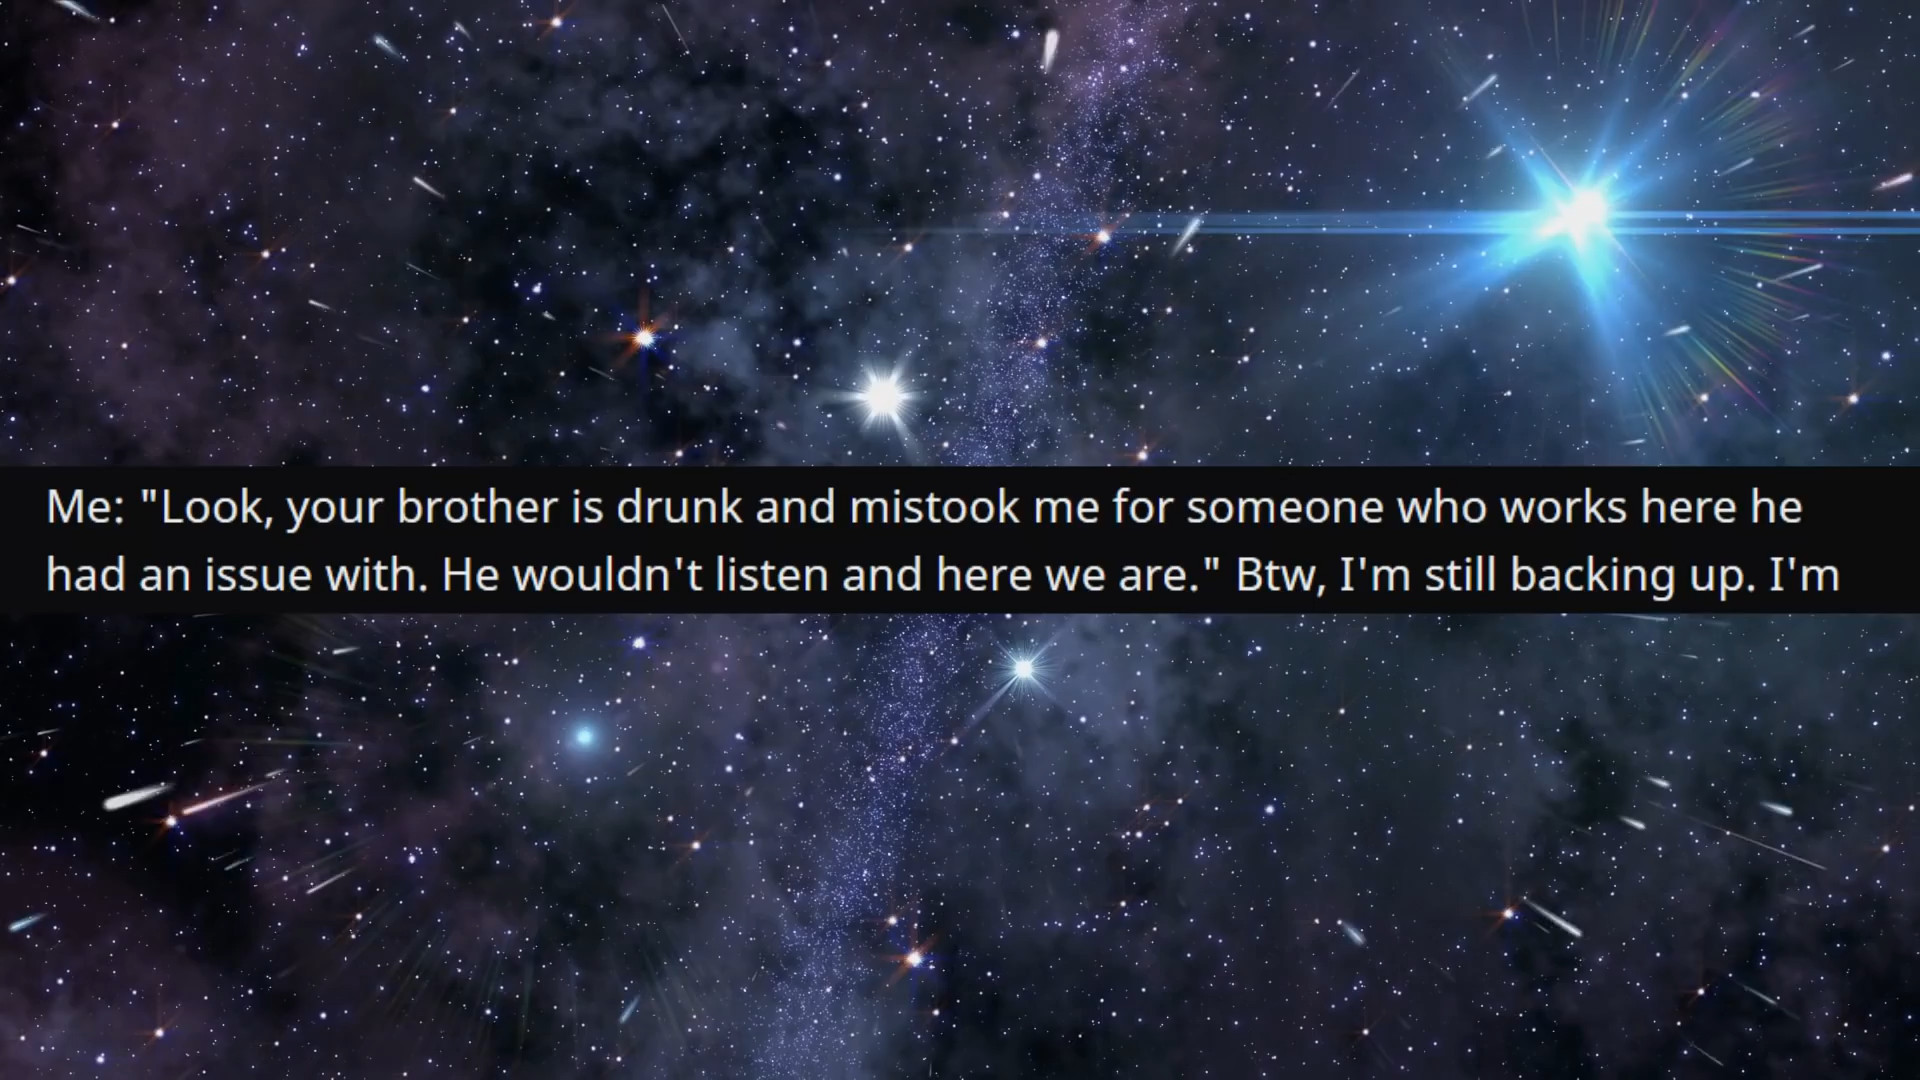 Me: "Look, your brother is drunk and mistook me for someone who works here he
had an issue with. He wouldn't listen and here we are." Btw, I'm still backing up. I'm